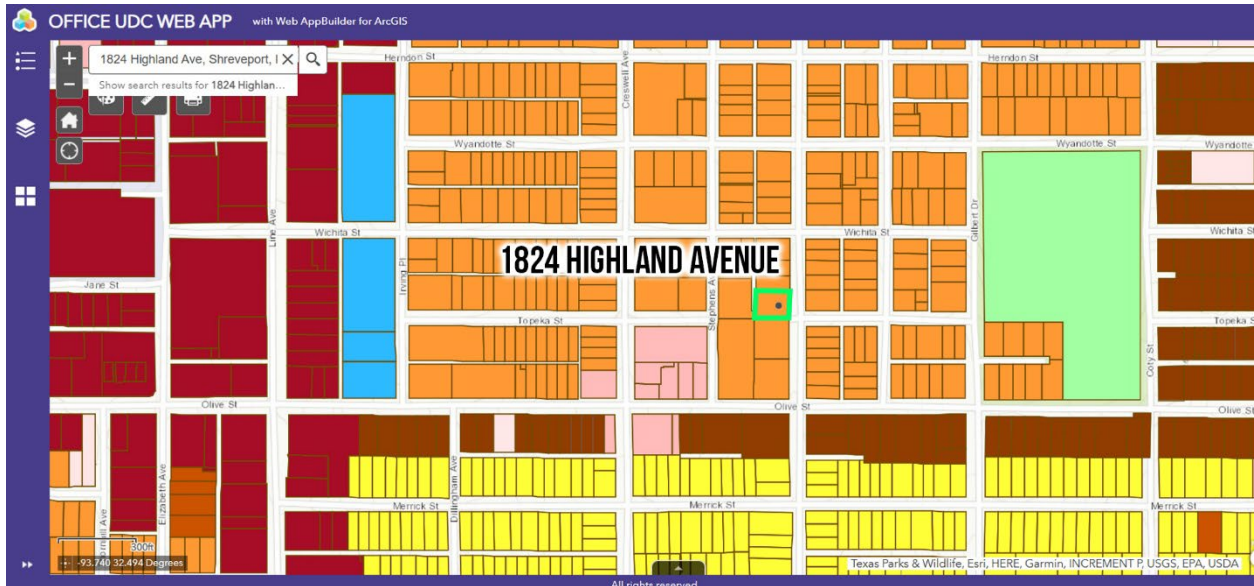 OFFICE UDC WEB APP with Web AppBuilder for ArcGIS
1824 Highland Ave, Shreveport, l
Show search results for 1824 Highlan...
Herndon St
Herndon St
Creswell Ave
Wyandotte St
Wyandotte St
Wyandotte
Line Ave
Wichita St
Wichita St
Gilbert Dr
Wichita St
1824 HIGHLAND AVENUE
Irving Pl
Stephens Av
Jane St
Topeka St
Topeka S
Coty St
Olive St
Olive St
Olive St
Elizabeth Ave
Dillingham Ave
Merrick St
Merrick St
Merrick St
300ft
-93.740 32.494 Degrees
Texas Parks & Wildlife, Esri, HERE, Garmin, INCREMENT P, USGS, EPA, USDA
All rights reserved